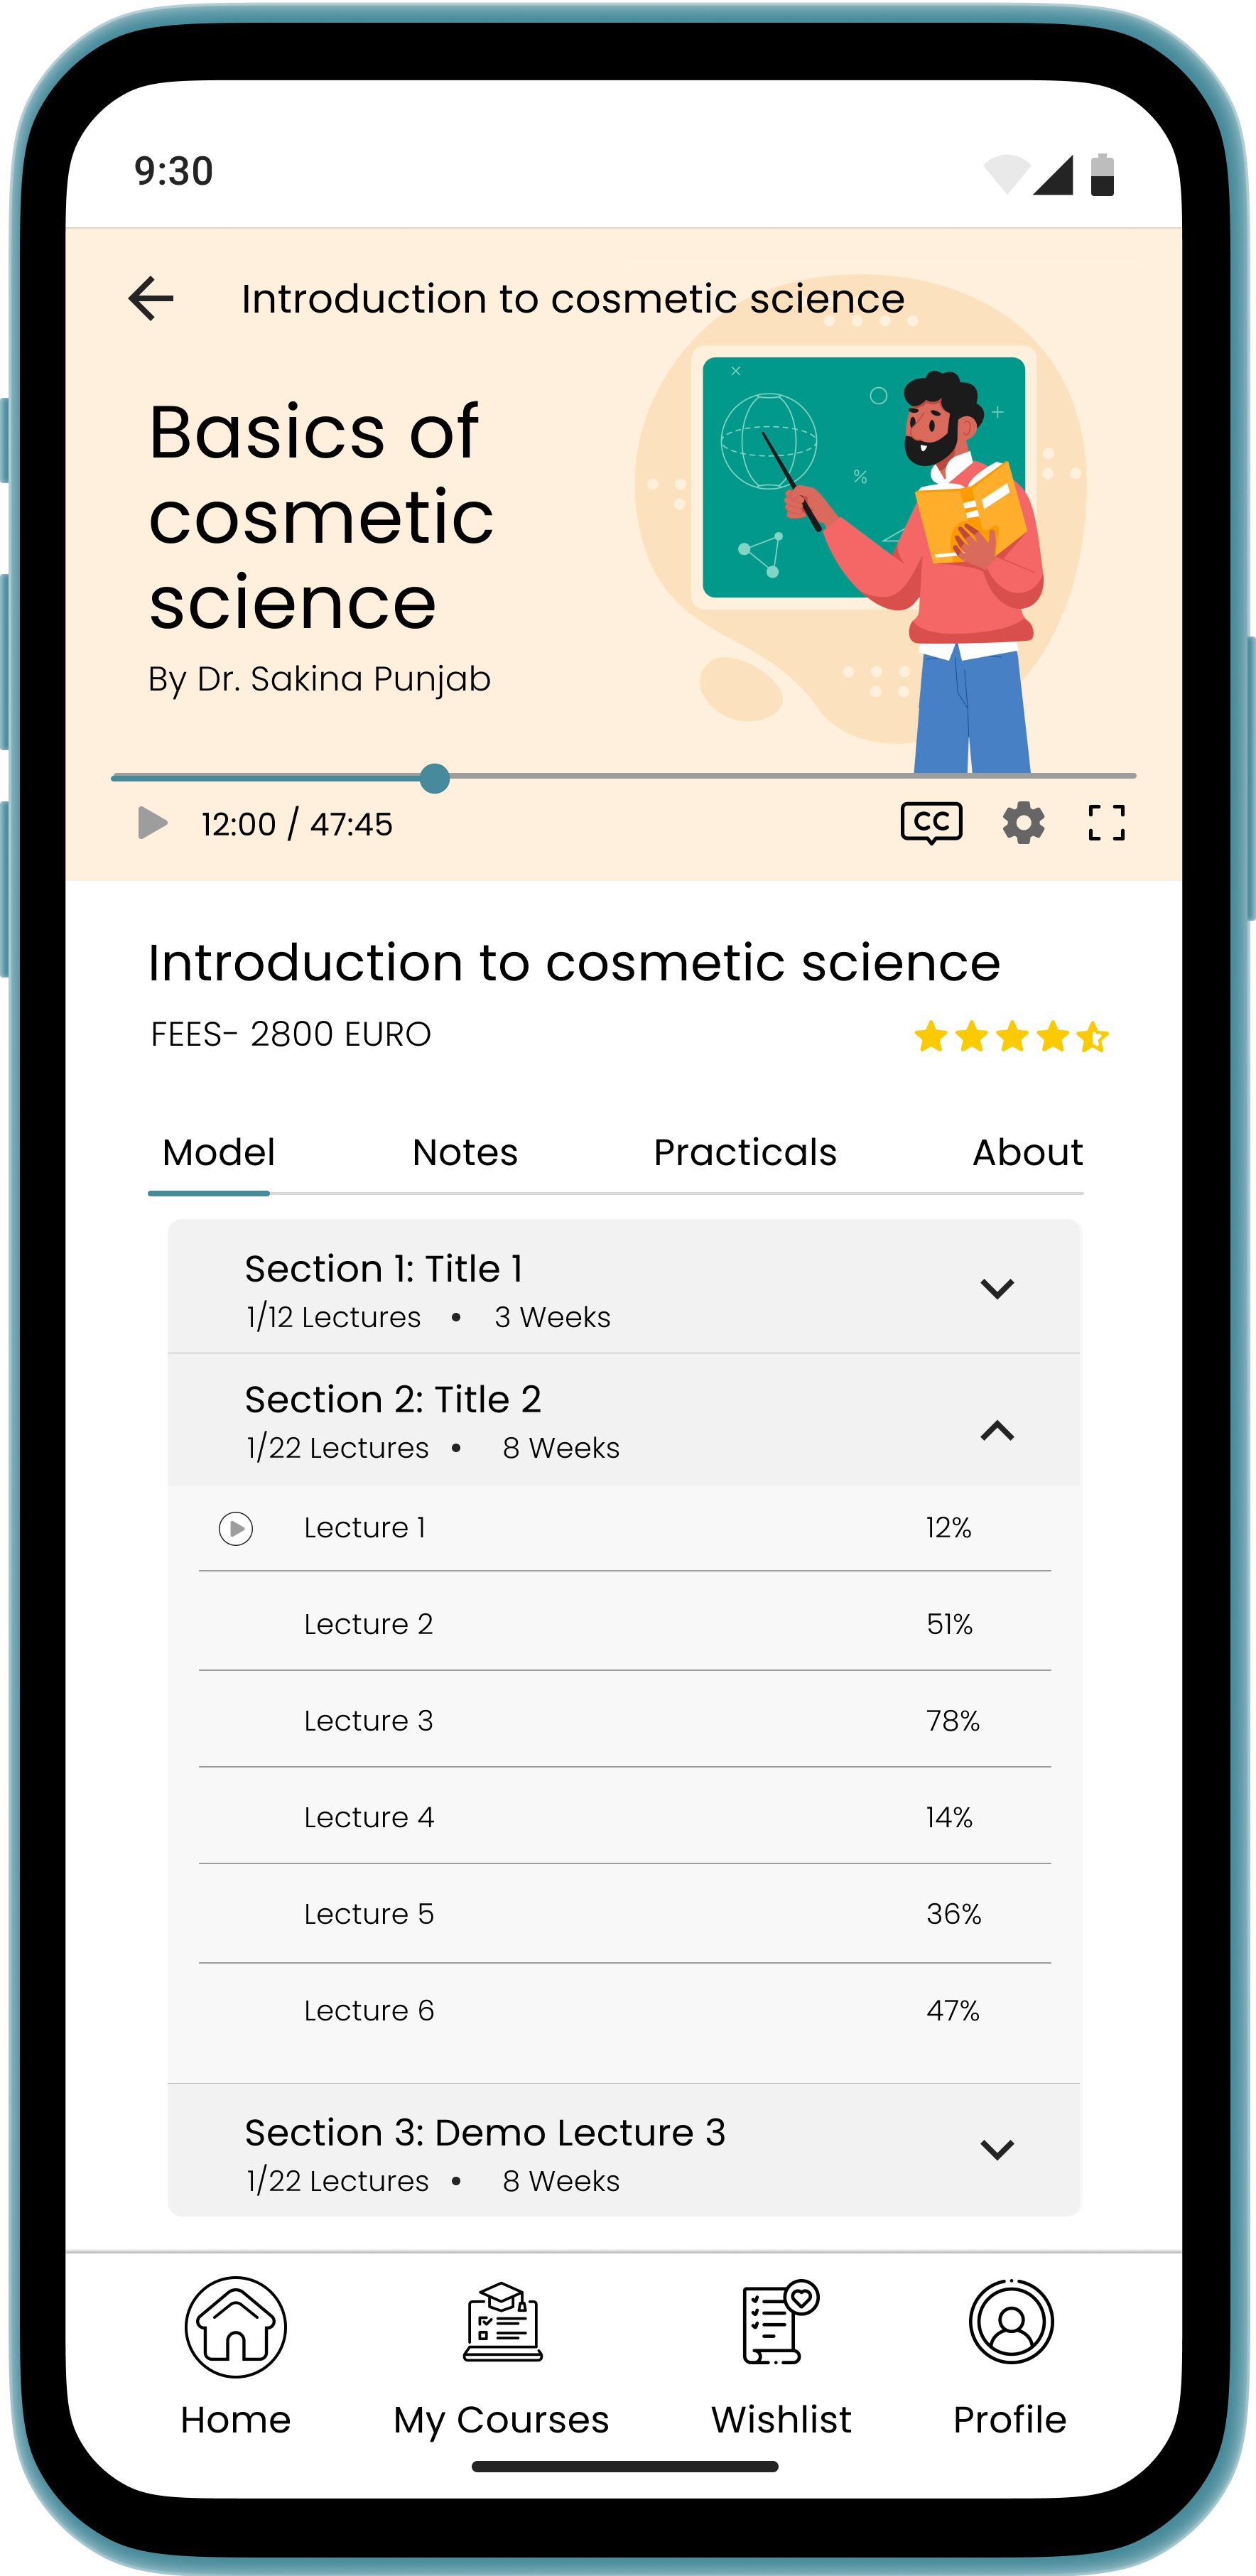 9:30
Introduction to cosmetic science
Basics of
cosmetic
science
By Dr. Sakina Punjab
12:00 / 47:45
CC
Introduction to cosmetic science
FEES- 2800 EURO
Model Notes Practicals About
Section 1: Title 1
1/12 Lectures • 3 Weeks
Section 2: Title 2
1/22 Lectures • 8 Weeks
Lecture 1 12%
Lecture 2 51%
Lecture 3 78%
Lecture 4 14%
Lecture 5 36%
Lecture 6 47%
Section 3: Demo Lecture 3
1/22 Lectures • 8 Weeks
Home My Courses Wishlist Profile